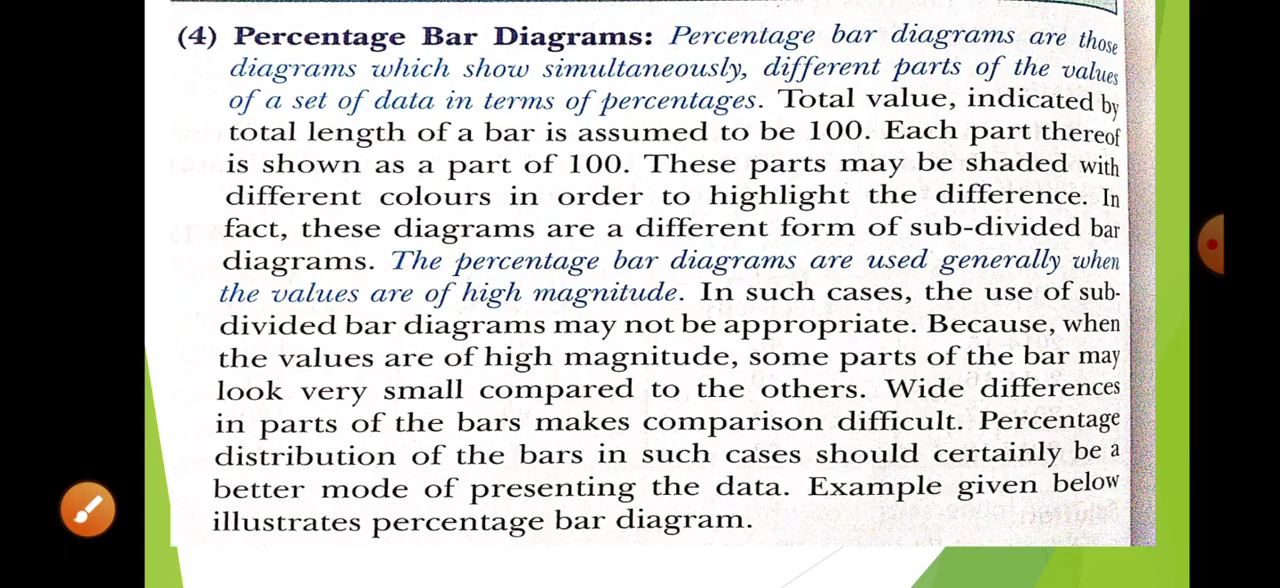 (4) Percentage Bar Diagrams: Percentage bar diagrams are those
diagrams which show simultaneously, different parts of the values
of a set of data in terms of percentages. Total value, indicated by
total length of a bar is assumed to be 100. Each part thereof
is shown as a part of 100. These parts may be shaded with
different colours in order to highlight the difference. In
fact, these diagrams are a different form of sub-divided bar
diagrams. The percentage bar diagrams are used generally when
the values are of high magnitude. In such cases, the use of sub-
divided bar diagrams may not be appropriate. Because, when
the values are of high magnitude, some parts of the bar may
look very small compared to the others. Wide differences
in parts of the bars makes comparison difficult. Percentage
distribution of the bars in such cases should certainly be a
better mode of presenting the data. Example given below
illustrates percentage bar diagram.